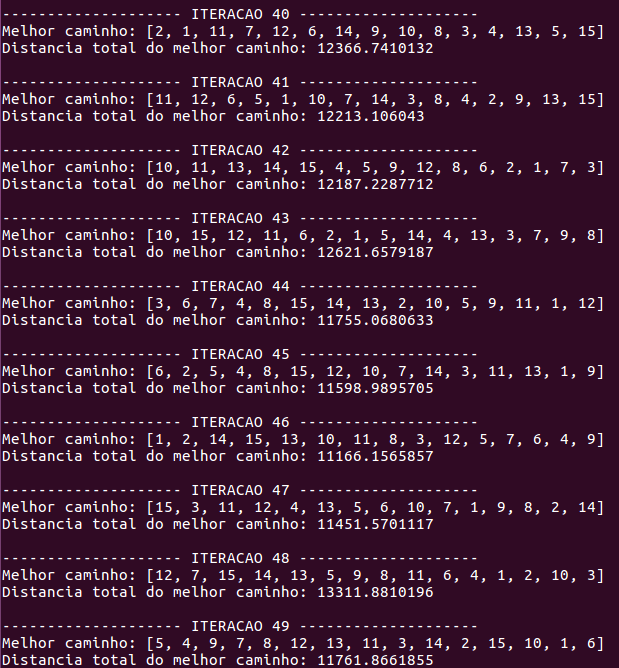 -------------------- ITERACAO 40 --------------------
Melhor caminho: [2, 1, 11, 7, 12, 6, 14, 9, 10, 8, 3, 4, 13, 5, 15]
Distancia total do melhor caminho: 12366.7410132
-------------------- ITERACAO 41 --------------------
Melhor caminho: [11, 12, 6, 5, 1, 10, 7, 14, 3, 8, 4, 2, 9, 13, 15]
Distancia total do melhor caminho: 12213.106043
-------------------- ITERACAO 42 --------------------
Melhor caminho: [10, 11, 13, 14, 15, 4, 5, 9, 12, 8, 6, 2, 1, 7, 3]
Distancia total do melhor caminho: 12187.2287712
-------------------- ITERACAO 43 --------------------
Melhor caminho: [10, 15, 12, 11, 6, 2, 1, 5, 14, 4, 13, 3, 7, 9, 8]
Distancia total do melhor caminho: 12621.6579187
-------------------- ITERACAO 44 --------------------
Melhor caminho: [3, 6, 7, 4, 8, 15, 14, 13, 2, 10, 5, 9, 11, 1, 12]
Distancia total do melhor caminho: 11755.0680633
-------------------- ITERACAO 45 --------------------
Melhor caminho: [6, 2, 5, 4, 8, 15, 12, 10, 7, 14, 3, 11, 13, 1, 9]
Distancia total do melhor caminho: 11598.9895705
-------------------- ITERACAO 46 --------------------
Melhor caminho: [1, 2, 14, 15, 13, 10, 11, 8, 3, 12, 5, 7, 6, 4, 9]
Distancia total do melhor caminho: 11166.1565857
-------------------- ITERACAO 47 --------------------
Melhor caminho: [15, 3, 11, 12, 4, 13, 5, 6, 10, 7, 1, 9, 8, 2, 14]
Distancia total do melhor caminho: 11451.5701117
-------------------- ITERACAO 48 --------------------
Melhor caminho: [12, 7, 15, 14, 13, 5, 9, 8, 11, 6, 4, 1, 2, 10, 3]
Distancia total do melhor caminho: 13311.8810196
-------------------- ITERACAO 49 --------------------
Melhor caminho: [5, 4, 9, 7, 8, 12, 13, 11, 3, 14, 2, 15, 10, 1, 6]
Distancia total do melhor caminho: 11761.8661855